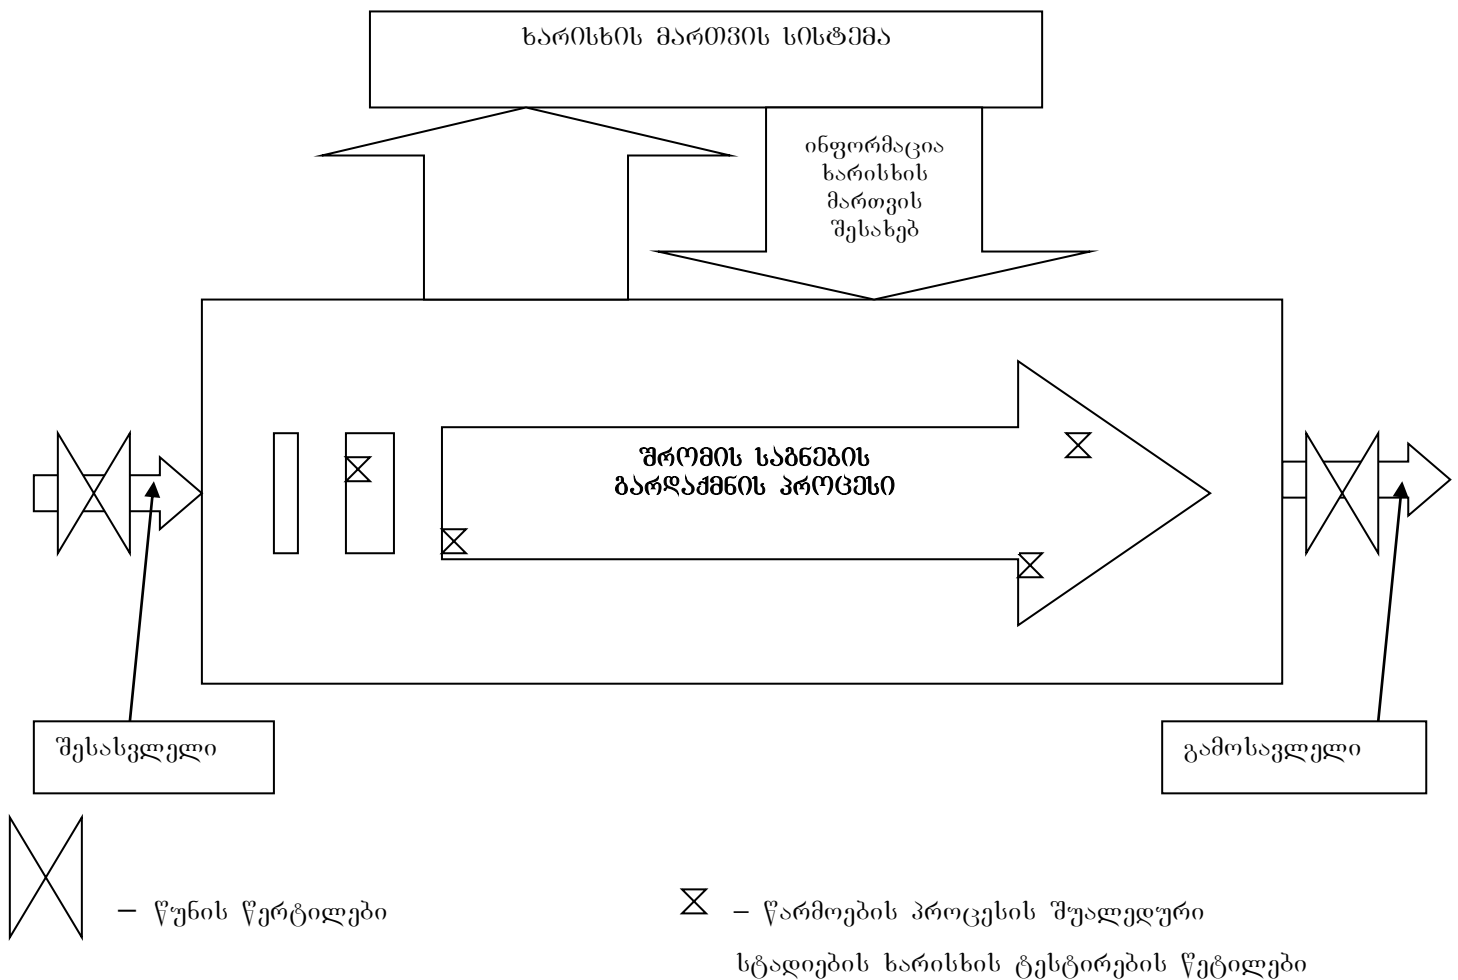 ხარისხის მართვის სისტემა
ინფორმაცია
ხარისხის
მართვის
შესახებ
შრომის საგნების
გარდაქმნის პროცესი
შესასვლელი
გამოსავლელი
– წუნის წერტილები
– წარმოების პროცესის შუალედური
სტადიების ხარისხის ტესტირების წეტილები